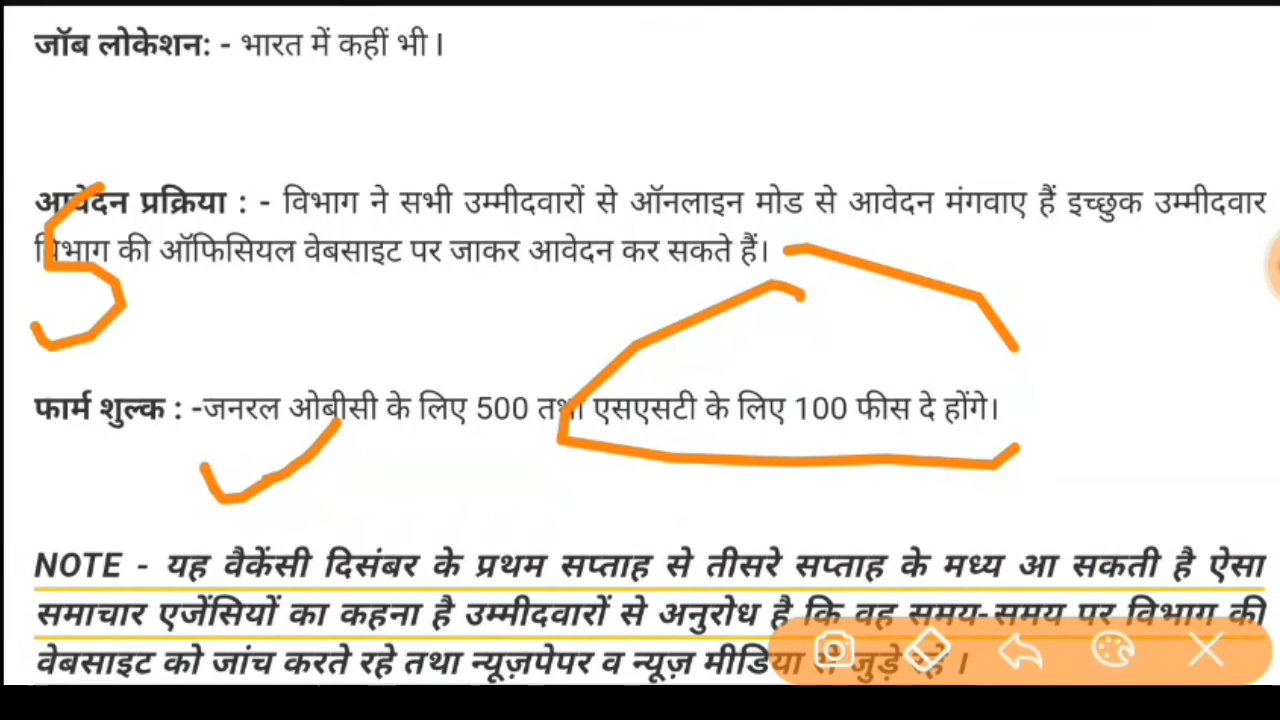 जॉब लोकेशन: - भारत में कहीं भी।
आवेदन प्रक्रिया : - विभाग ने सभी उम्मीदवारों से ऑनलाइन मोड से आवेदन मंगवाए हैं इच्छुक उम्मीदवार
विभाग की ऑफिसियल वेबसाइट पर जाकर आवेदन कर सकते हैं।
फार्म शुल्क : -जनरल ओबीसी के लिए 500 तथा एसएसटी के लिए 100 फीस दे होंगे।
NOTE - यह वैकेंसी दिसंबर के प्रथम सप्ताह से तीसरे सप्ताह के मध्य आ सकती है ऐसा
समाचार एजेंसियों का कहना है उम्मीदवारों से अनुरोध है कि वह समय-समय पर विभाग की
वेबसाइट को जांच करते रहे तथा न्यूज़पेपर व न्यूज़ मीडिया से जुड़े रहे ।